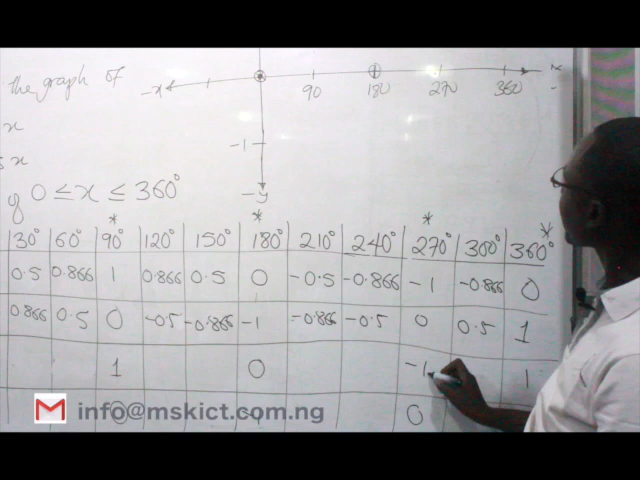 the graph of
-x 90 180 270 360 x
-1
x
s x
-y
of 0 ≤ x ≤ 360°
* * * *
30° 60° 90° 120° 150° 180° 210° 240° 270° 300° 360°
0.5 0.866 1 0.866 0.5 0 -0.5 -0.866 -1 -0.866 0
0.866 0.5 0 -0.5 -0.866 -1 -0.866 -0.5 0 0.5 1
1 0 -1 1
0
info@mskict.com.ng